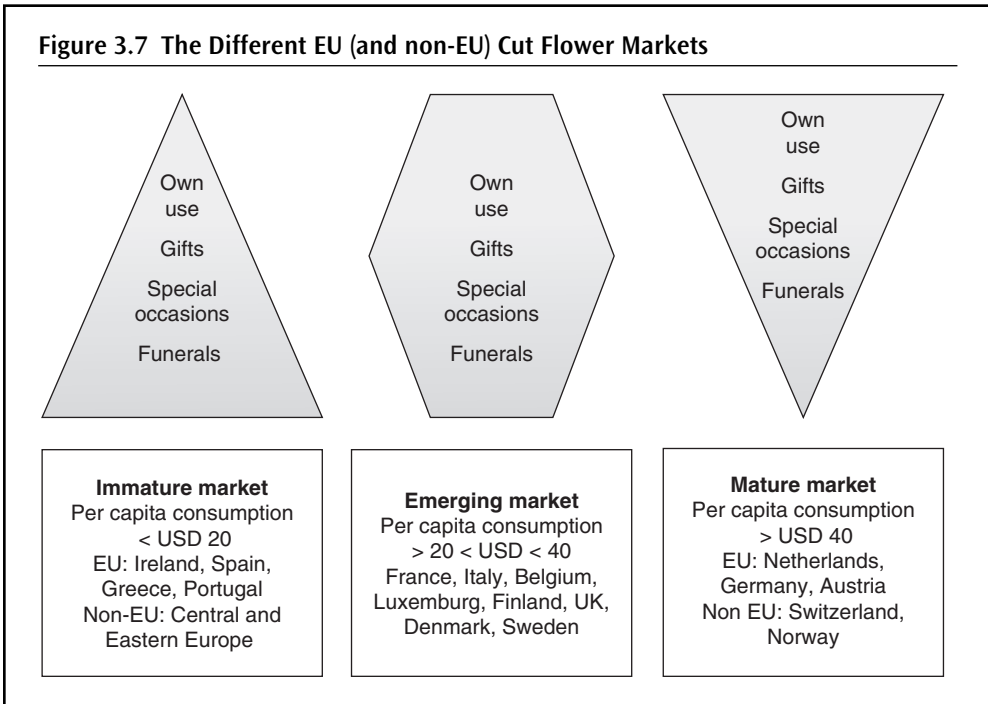 Figure 3.7 The Different EU (and non-EU) Cut Flower Markets
Own
use
Gifts
Special
occasions
Funerals
Own
use
Gifts
Special
occasions
Funerals
Own
use
Gifts
Special
occasions
Funerals
Immature market
Per capita consumption
< USD 20
EU: Ireland, Spain,
Greece, Portugal
Non-EU: Central and
Eastern Europe
Emerging market
Per capita consumption
> 20 < USD < 40
France, Italy, Belgium,
Luxemburg, Finland, UK,
Denmark, Sweden
Mature market
Per capita consumption
> USD 40
EU: Netherlands,
Germany, Austria
Non EU: Switzerland,
Norway